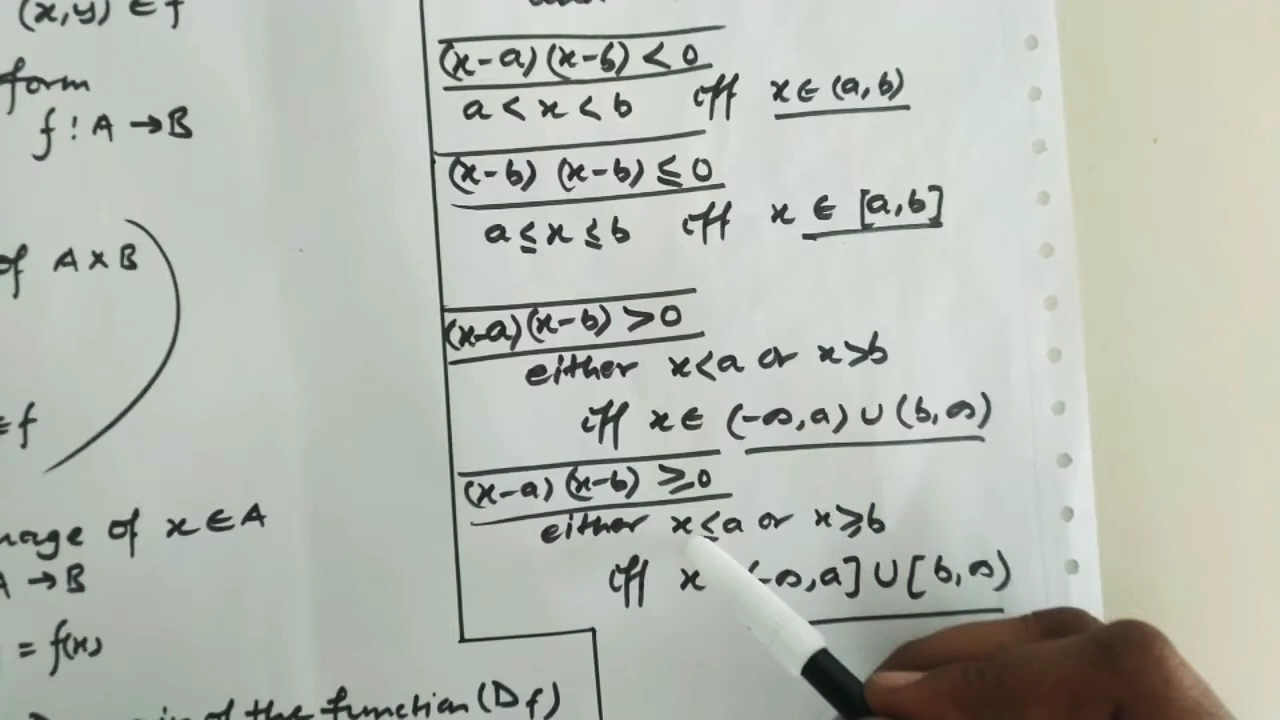 (x,y) ∈ f
form
f : A → B
of A × B
∈ f
image of x ∈ A
A → B
= f(x)
of the function (Df)
(x-a) (x-b) < 0
a < x < b iff x ∈ (a, b)
(x-b) (x-b) ≤ 0
a ≤ x ≤ b iff x ∈ [a, b]
(x-a)(x-b) > 0
either x < a or x > b
iff x ∈ (-∞, a) ∪ (b, ∞)
(x-a) (x-b) ≥ 0
either x ≤ a or x ≥ b
iff x (-∞, a] ∪ [b, ∞)